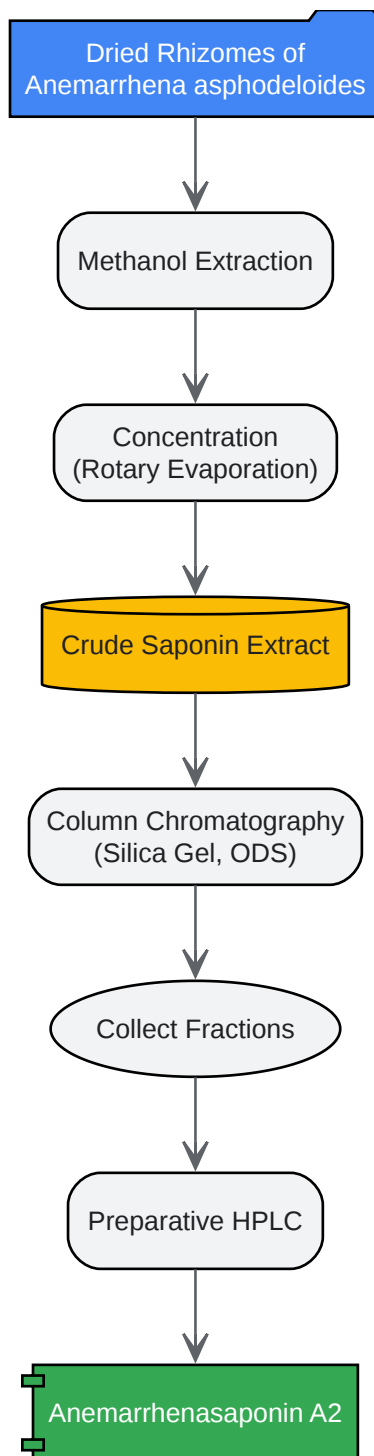 Dried Rhizomes of
Anemarrhena asphodeloides
Methanol Extraction
Concentration
(Rotary Evaporation)
Crude Saponin Extract
Column Chromatography
(Silica Gel, ODS)
Collect Fractions
Preparative HPLC
Anemarrhenasaponin A2